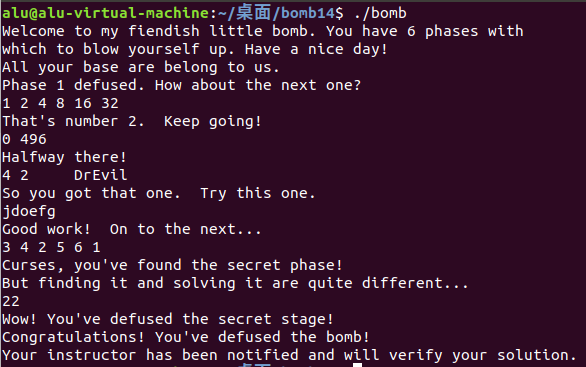 alu@alu-virtual-machine:~/桌面/bomb14$ ./bomb
Welcome to my fiendish little bomb. You have 6 phases with
which to blow yourself up. Have a nice day!
All your base are belong to us.
Phase 1 defused. How about the next one?
1 2 4 8 16 32
That's number 2.  Keep going!
0 496
Halfway there!
4 2     DrEvil
So you got that one.  Try this one.
jdoefg
Good work!  On to the next...
3 4 2 5 6 1
Curses, you've found the secret phase!
But finding it and solving it are quite different...
22
Wow! You've defused the secret stage!
Congratulations! You've defused the bomb!
Your instructor has been notified and will verify your solution.